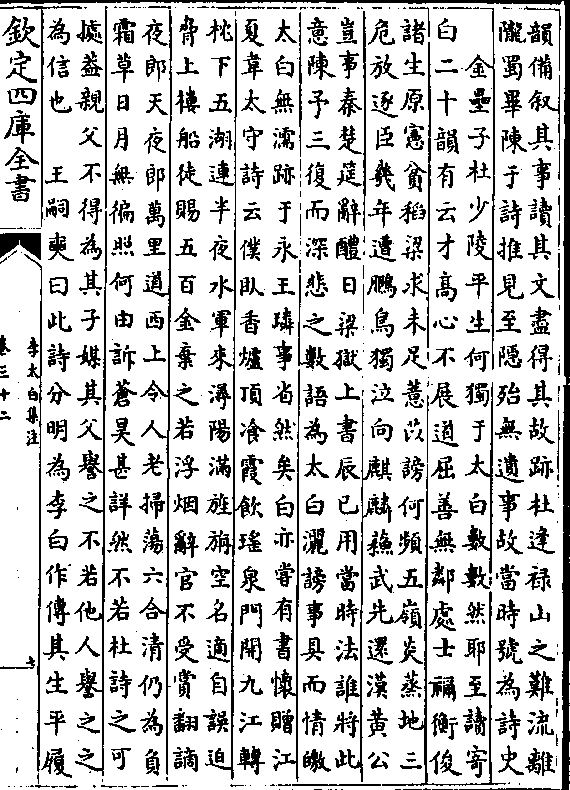 韻備叙其事讀其文盡得其故跡杜逢禄山之難流離
隴蜀畢陳于詩推見至隱殆無遺事故當時號為詩史
金壘子杜少陵平生何獨于太白數數然耶至讀寄
白二十韻有云才髙心不展道屈善無鄰處士禰衡俊
諸生原憲貧稻梁求未足薏苡謗何頻五嶺炎蒸地三
危放逐臣幾年遭鵩鳥獨泣向麒麟蘇武先還漢黄公
豈事秦楚筵辭醴日梁獄上書辰已用當時法誰將此
意陳予三復而深悲之數語為太白灑謗事具而情皦
太白無濡跡于永王璘事省然矣白亦嘗有書懷贈江
夏韋太守詩云僕臥香爐頂飡霞飲瑤泉門開九江轉
枕下五湖連半夜水軍來潯陽滿旌旃空名適自誤迫
脅上樓船徒賜五百金棄之若浮烟辭官不受賞翻謫
夜郎天夜郎萬里道西上令人老掃蕩六合清仍為負
霜草日月無徧照何由訴蒼昊甚詳然不若杜詩之可
據葢親父不得為其子媒其父譽之不若他人譽之之
為信也　王嗣奭曰此詩分明為李白作傳其生平履
欽定四庫全書
李太白集注
卷三十二